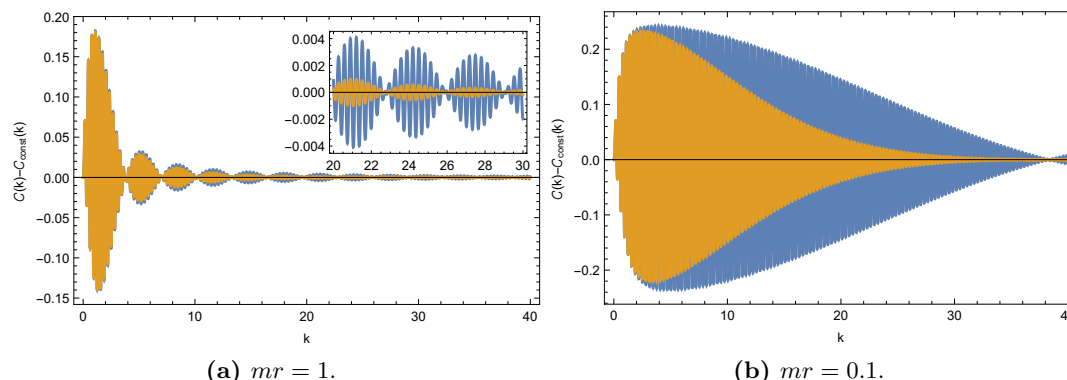 0.20
0.15
0.10
0.05
0.00
−0.05
−0.10
−0.15
C(k)−C_const(k)
0 10 20 30 40
k
0.004
0.002
0.000
−0.002
−0.004
20 22 24 26 28 30
(a) mr = 1.
0.2
0.1
0.0
−0.1
−0.2
C(k)−C_const(k)
0 10 20 30 40
k
(b) mr = 0.1.